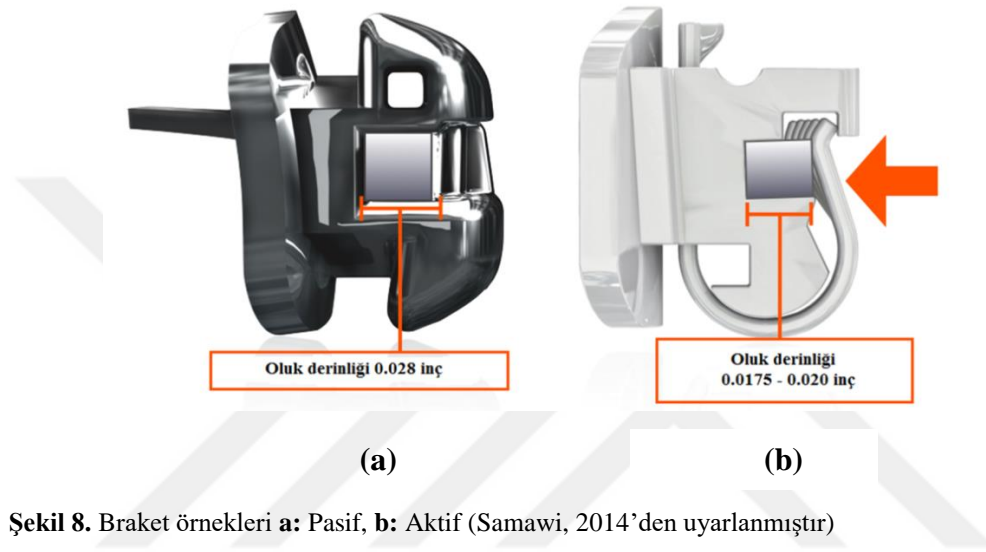 Oluk derinliği 0.028 inç
Oluk derinliği
0.0175 - 0.020 inç
(a)
(b)
Şekil 8. Braket örnekleri a: Pasif, b: Aktif (Samawi, 2014’den uyarlanmıştır)